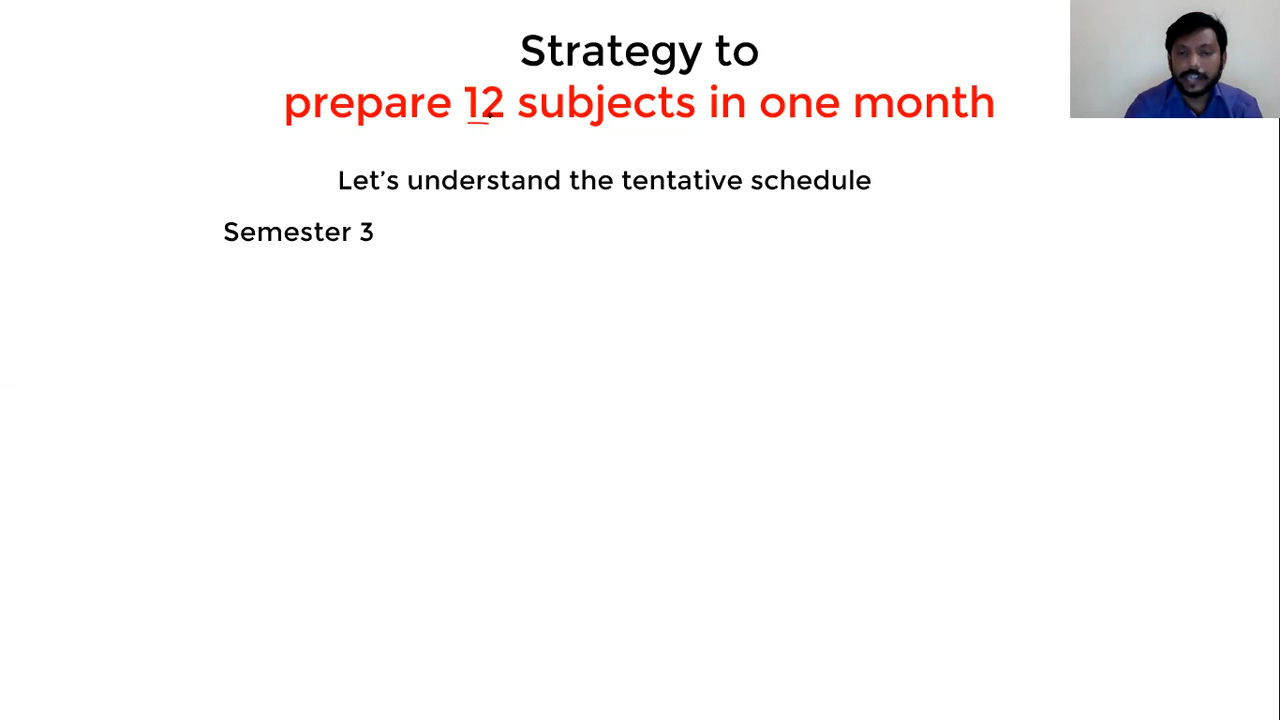 Strategy to
prepare 12 subjects in one month
Let's understand the tentative schedule
Semester 3